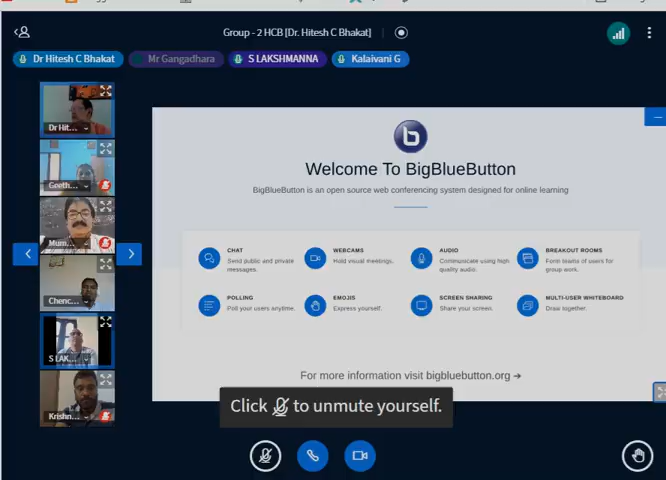 Group - 2 HCB [Dr. Hitesh C Bhakat]
Dr Hitesh C Bhakat
Mr Gangadhara
S LAKSHMANNA
Kalaivani G
Dr Hit...
Geeth...
Mum...
Chenc...
S LAK...
Krishn...
b
Welcome To BigBlueButton
BigBlueButton is an open source web conferencing system designed for online learning
CHAT
Send public and private
messages.
WEBCAMS
Hold visual meetings.
AUDIO
Communicate using high
quality audio.
BREAKOUT ROOMS
Form teams of users for
group work.
POLLING
Poll your users anytime.
EMOJIS
Express yourself.
SCREEN SHARING
Share your screen.
MULTI-USER WHITEBOARD
Draw together.
For more information visit bigbluebutton.org →
Click to unmute yourself.